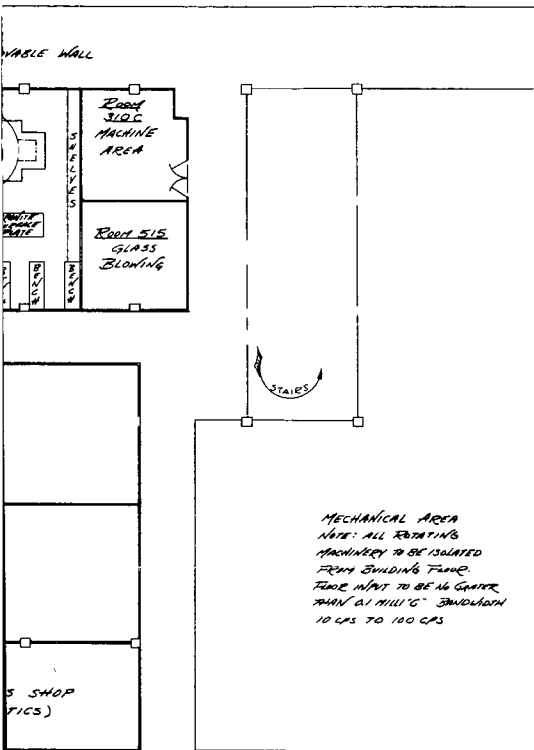 VABLE WALL
ROOM
310C
MACHINE
AREA
SHELVES
ROOM 515
GLASS
BLOWING
BENCH
BENCH
STAIRS
MECHANICAL AREA
NOTE: ALL ROTATING
MACHINERY TO BE ISOLATED
FROM BUILDING FLOOR.
FLOOR INPUT TO BE NO GRATER
THAN 0.1 MILLI "G" BANDWIDTH
10 CPS TO 100 CPS
S SHOP
TICS)